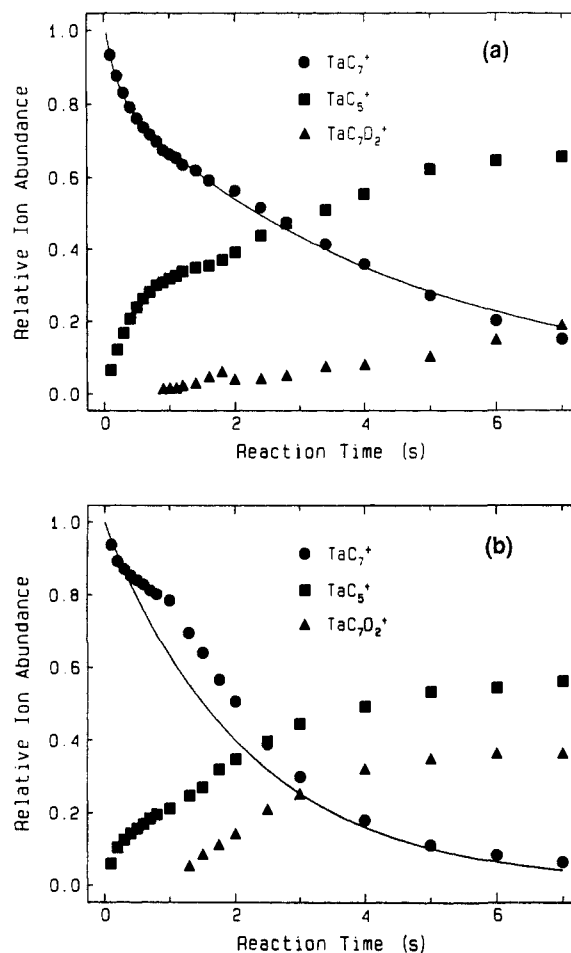 (a)
TaC₇⁺
TaC₅⁺
TaC₇O₂⁺
Relative Ion Abundance
1.0
0.8
0.6
0.4
0.2
0.0
0 2 4 6
Reaction Time (s)
(b)
TaC₇⁺
TaC₅⁺
TaC₇O₂⁺
Relative Ion Abundance
1.0
0.8
0.6
0.4
0.2
0.0
0 2 4 6
Reaction Time (s)